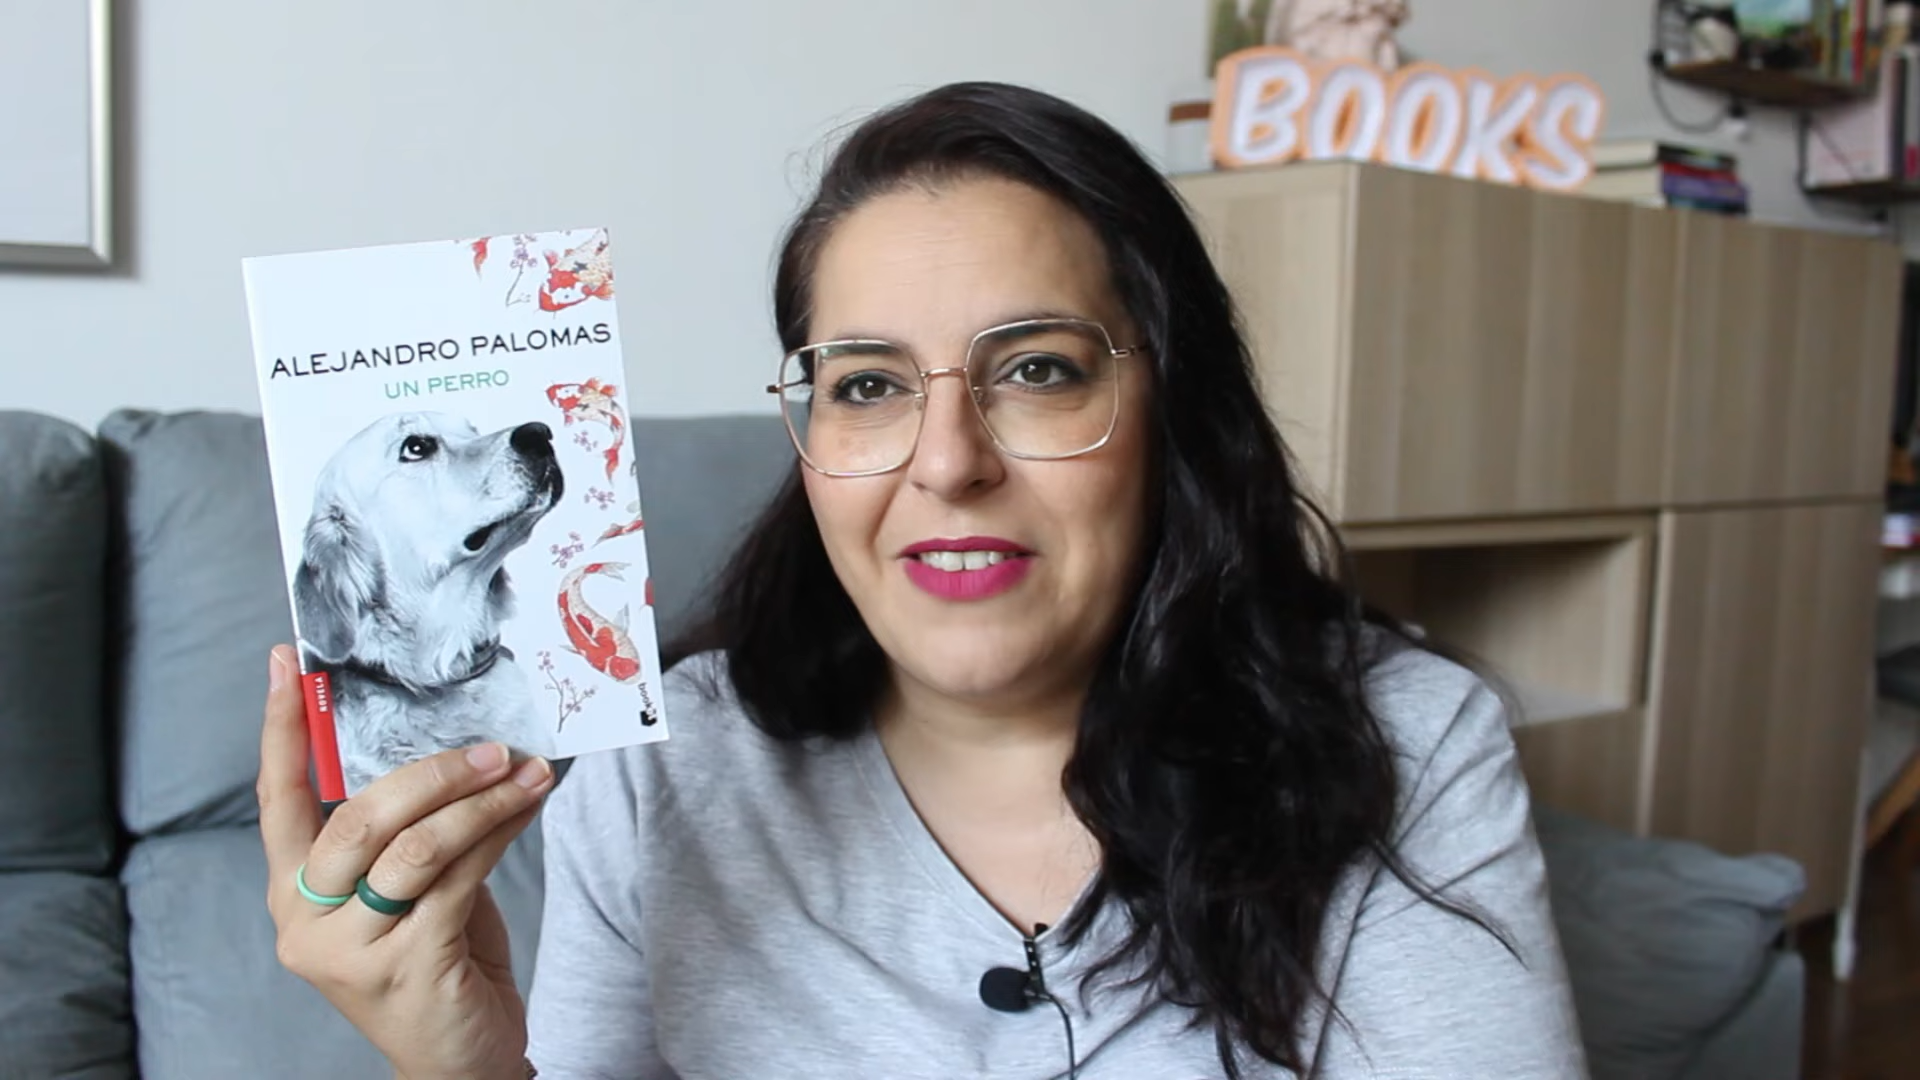 BOOKS
ALEJANDRO PALOMAS
UN PERRO
NOVELA
booket